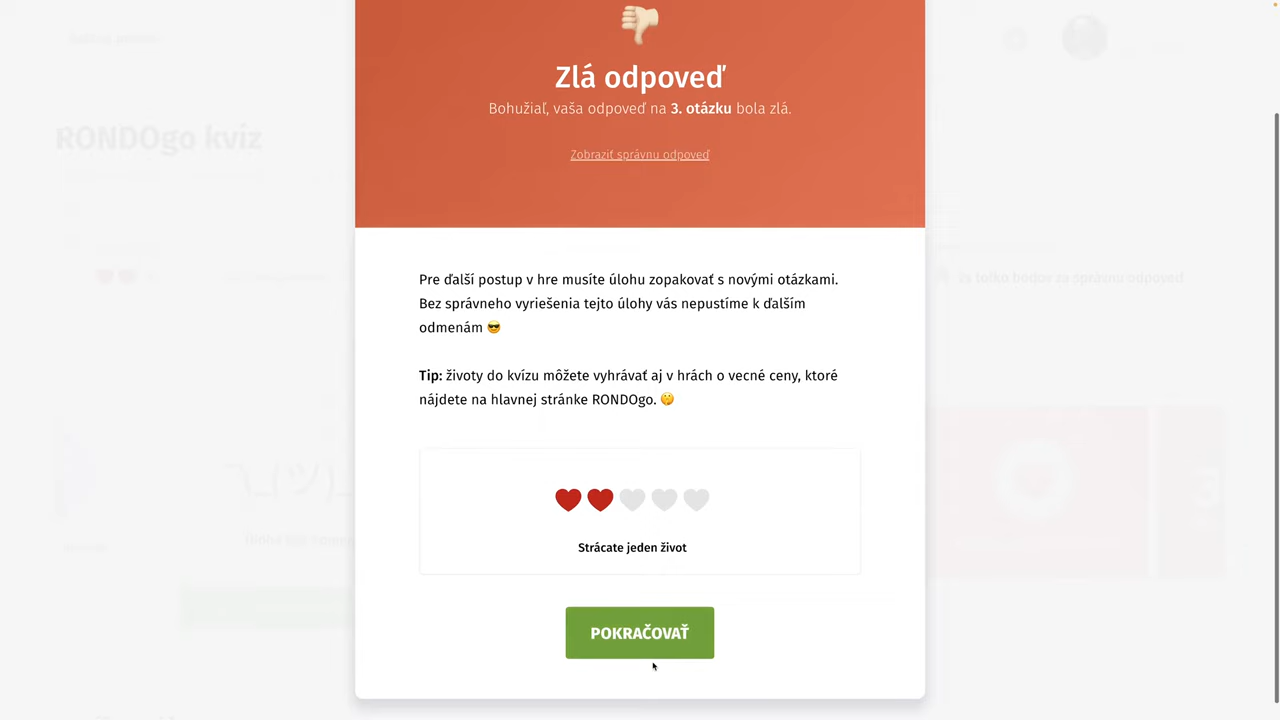 RONDOgo kvíz
Zlá odpoveď
Bohužiaľ, vaša odpoveď na 3. otázku bola zlá.
Zobraziť správnu odpoveď
Pre ďalší postup v hre musíte úlohu zopakovať s novými otázkami.
Bez správneho vyriešenia tejto úlohy vás nepustíme k ďalším
odmenám 😎
Tip: životy do kvízu môžete vyhrávať aj v hrách o vecné ceny, ktoré
nájdete na hlavnej stránke RONDOgo. 🤫
Strácate jeden život
POKRAČOVAŤ